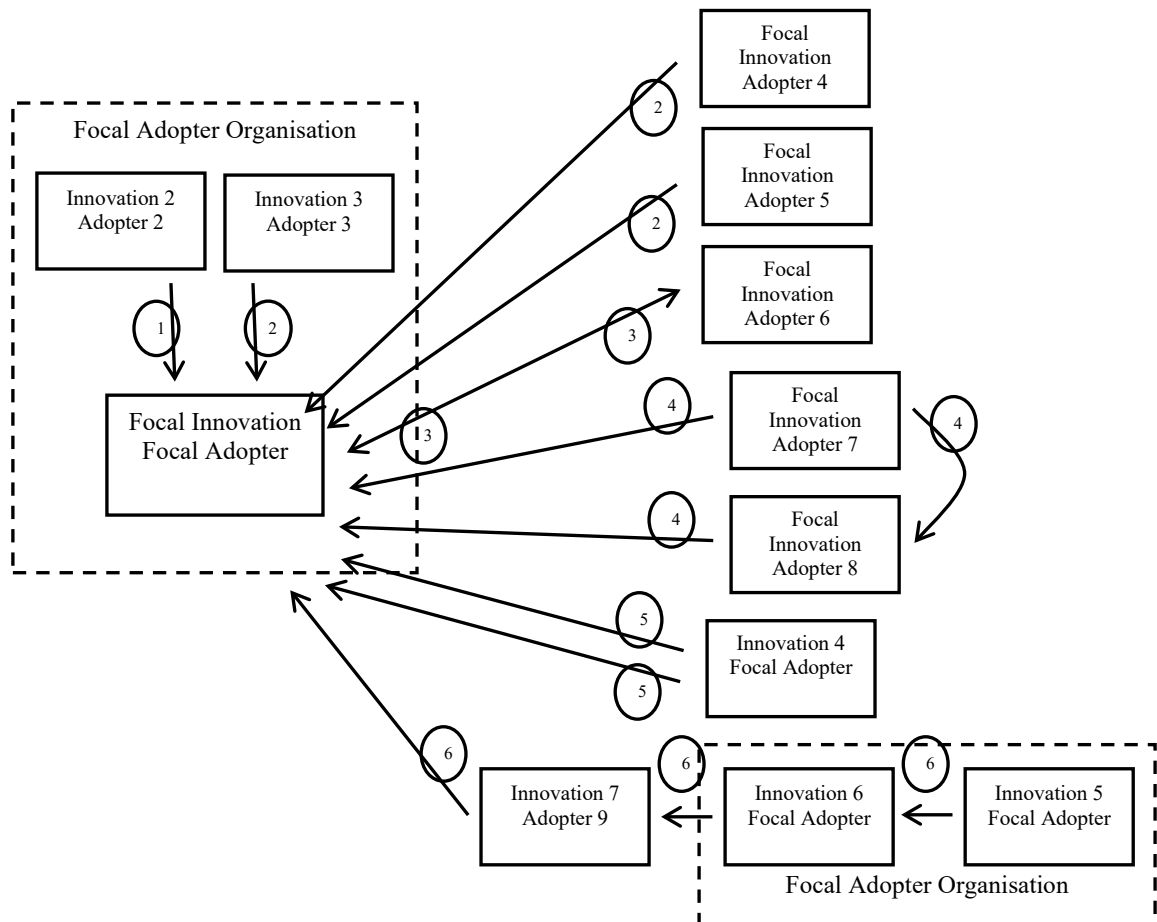 Focal
Innovation
Adopter 4
2
Focal Adopter Organisation
Focal
Innovation
Adopter 5
Innovation 2
Adopter 2
Innovation 3
Adopter 3
2
Focal
Innovation
Adopter 6
1
2
3
Focal Innovation
Focal Adopter
3
4
Focal
Innovation
Adopter 7
4
4
Focal
Innovation
Adopter 8
5
5
Innovation 4
Focal Adopter
6
6
6
Innovation 7
Adopter 9
Innovation 6
Focal Adopter
Innovation 5
Focal Adopter
Focal Adopter Organisation